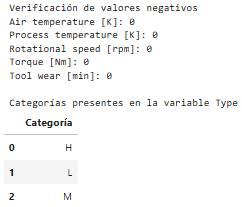 Verificación de valores negativos
Air temperature [K]: 0
Process temperature [K]: 0
Rotational speed [rpm]: 0
Torque [Nm]: 0
Tool wear [min]: 0
Categorías presentes en la variable Type
Categoría
0 H
1 L
2 M